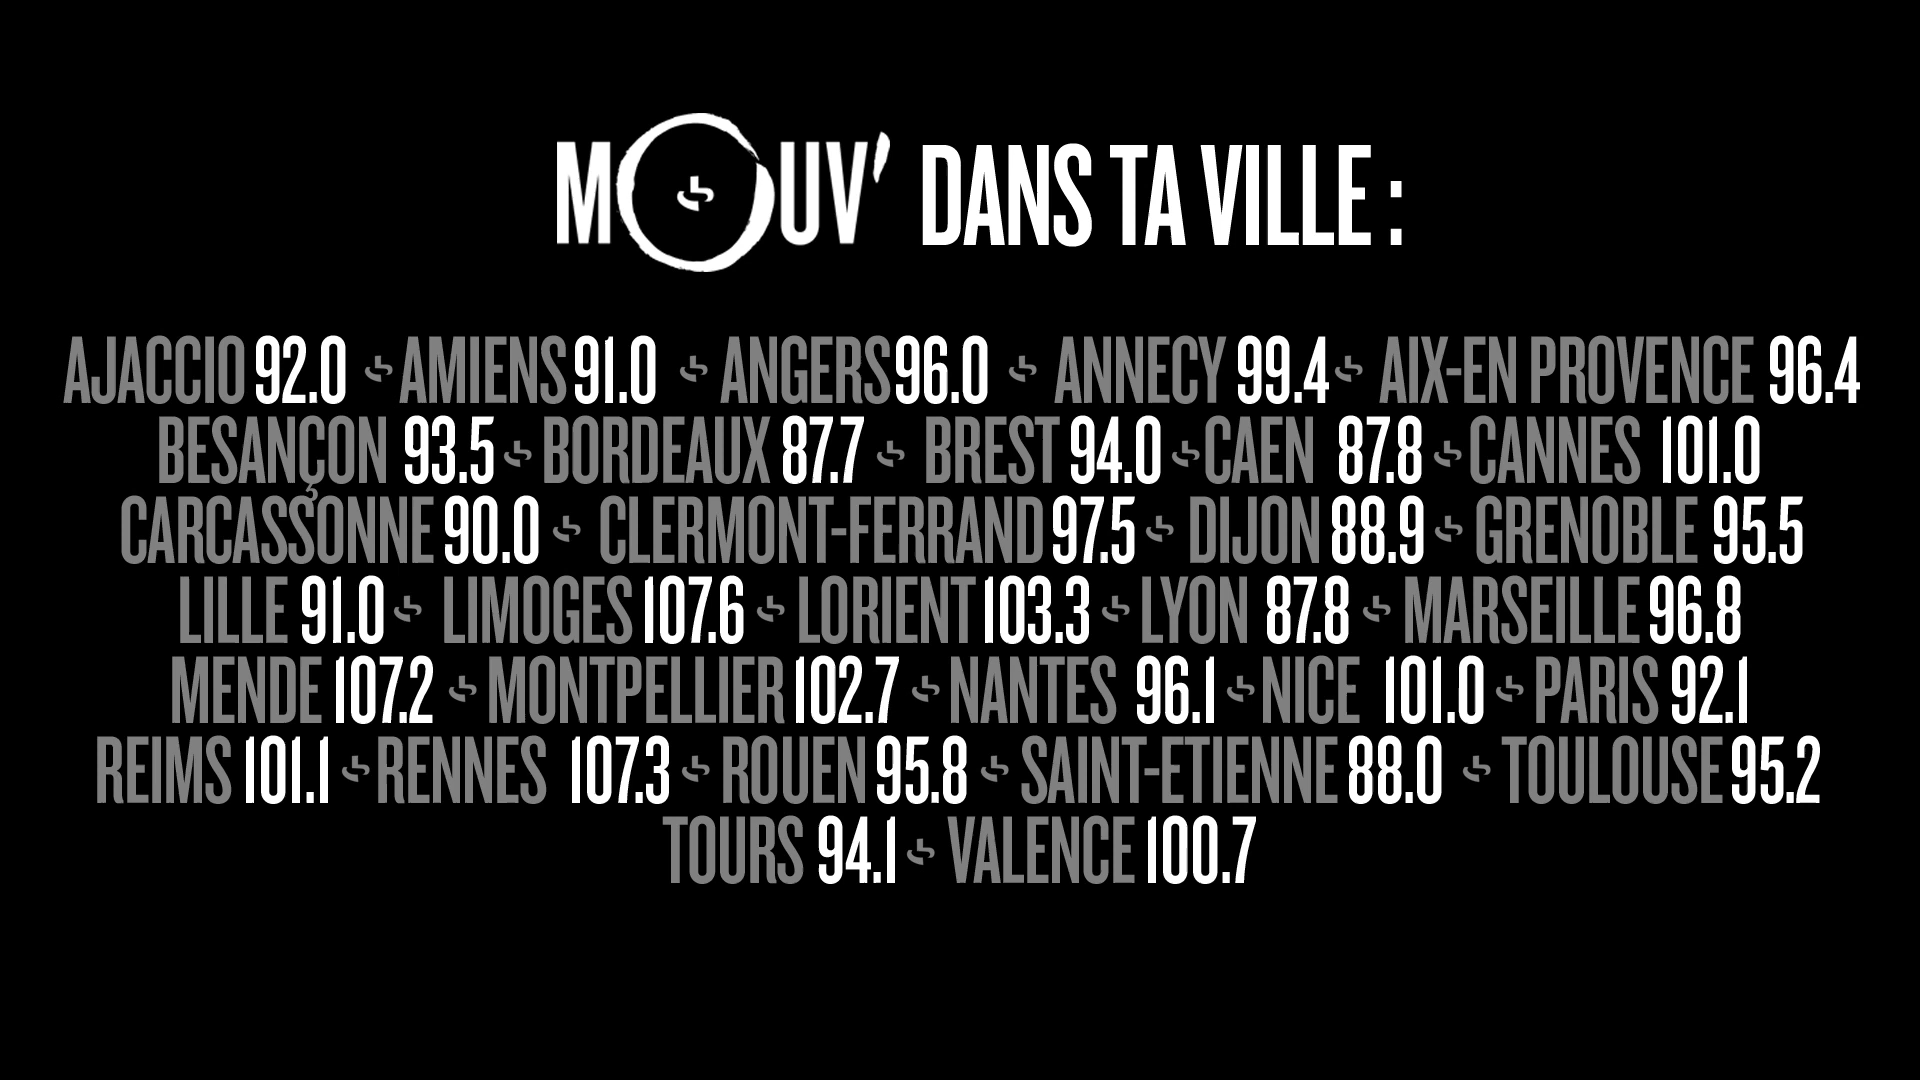 MOUV' DANS TA VILLE :
AJACCIO 92.0 AMIENS 91.0 ANGERS 96.0 ANNECY 99.4 AIX-EN PROVENCE 96.4
BESANÇON 93.5 BORDEAUX 87.7 BREST 94.0 CAEN 87.8 CANNES 101.0
CARCASSONNE 90.0 CLERMONT-FERRAND 97.5 DIJON 88.9 GRENOBLE 95.5
LILLE 91.0 LIMOGES 107.6 LORIENT 103.3 LYON 87.8 MARSEILLE 96.8
MENDE 107.2 MONTPELLIER 102.7 NANTES 96.1 NICE 101.0 PARIS 92.1
REIMS 101.1 RENNES 107.3 ROUEN 95.8 SAINT-ETIENNE 88.0 TOULOUSE 95.2
TOURS 94.1 VALENCE 100.7